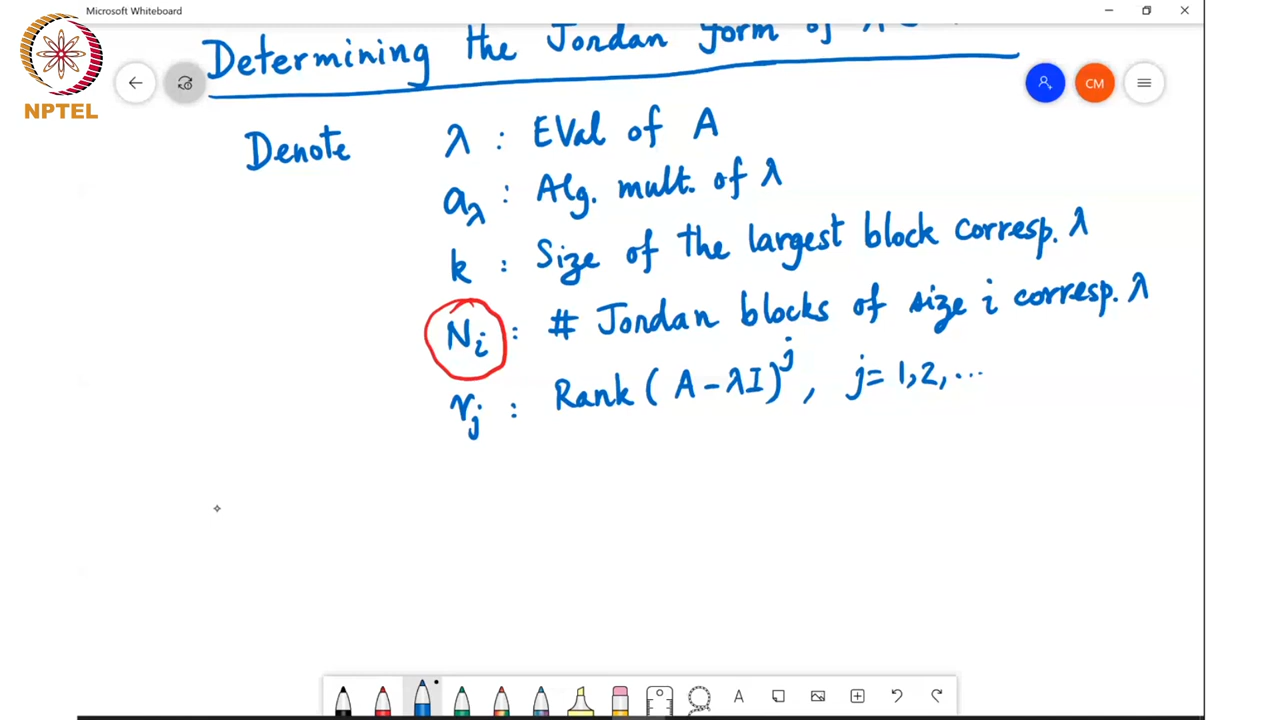 Microsoft Whiteboard
Determining the Jordan form of
NPTEL
CM
Denote λ : EVal of A
a_λ : Alg. mult. of λ
k : Size of the largest block corresp. λ
N_i : # Jordan blocks of size i corresp. λ
r_j : Rank (A - λI)^j, j = 1, 2, ...
A